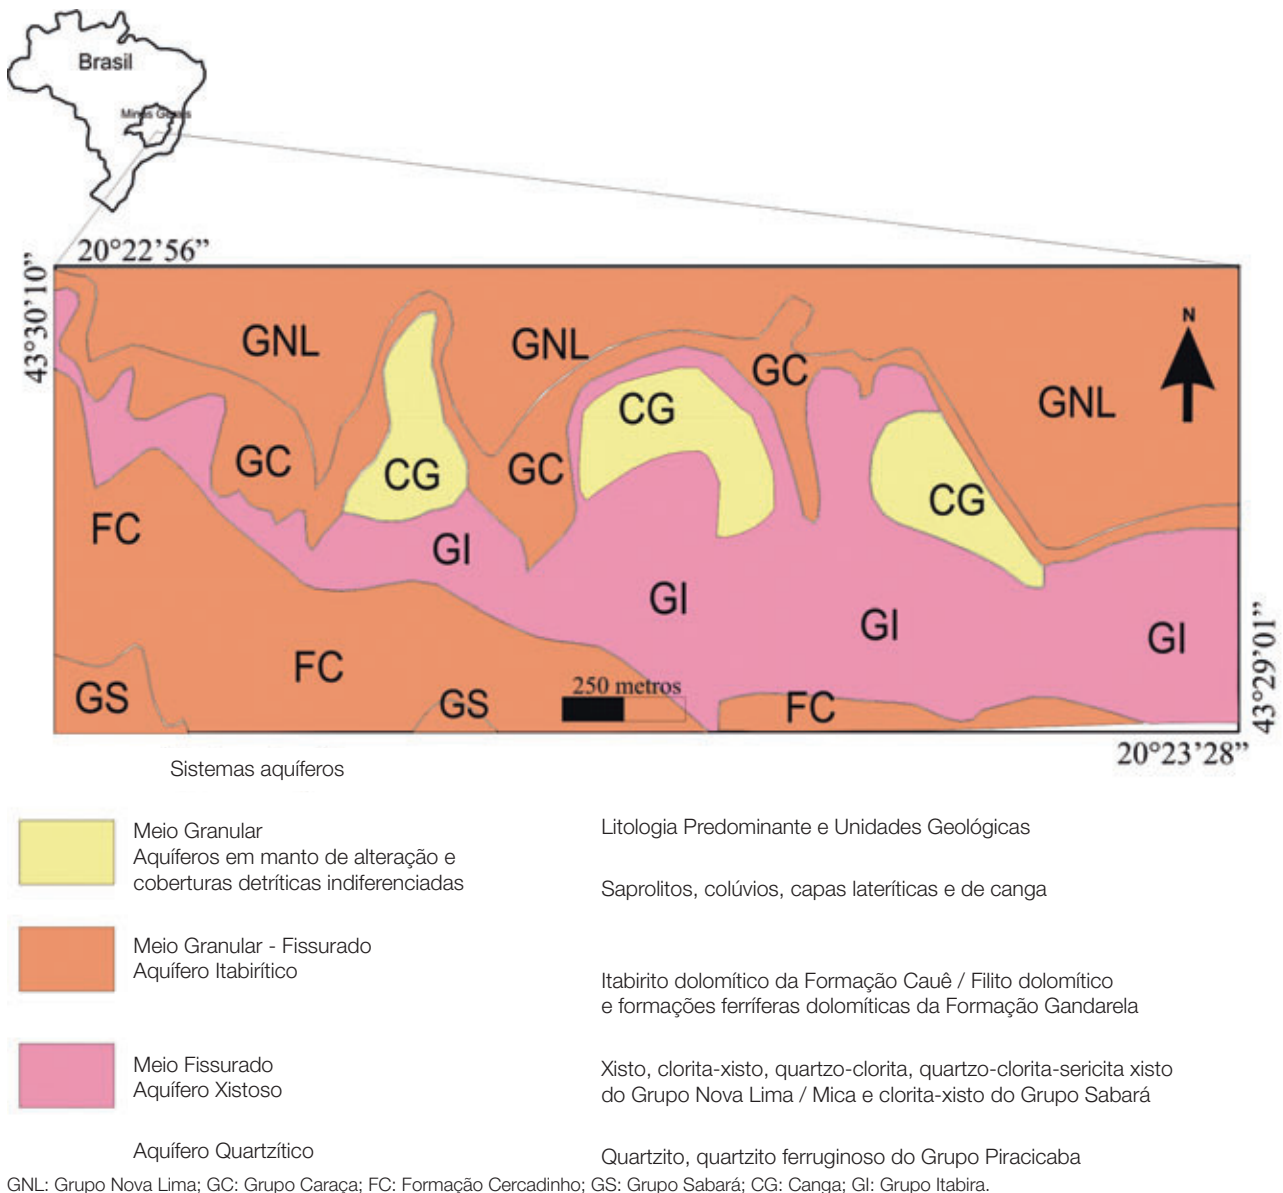 Brasil
Minas Gerais
20°22’56”
43°30’10”
GNL
GNL
GNL
N
GC
CG
GC
CG
GC
CG
GC
FC
GI
GI
GI
GI
43°29’01”
FC
GS
GS
250 metros
FC
20°23’28”
Sistemas aquíferos
Meio Granular
Aquíferos em manto de alteração e
coberturas detríticas indiferenciadas
Meio Granular - Fissurado
Aquífero Itabirítico
Meio Fissurado
Aquífero Xistoso
Aquífero Quartzítico
Litologia Predominante e Unidades Geológicas
Saprolitos, colúvios, capas lateríticas e de canga
Itabirito dolomítico da Formação Cauê / Filito dolomítico
e formações ferríferas dolomíticas da Formação Gandarela
Xisto, clorita-xisto, quartzo-clorita, quartzo-clorita-sericita xisto
do Grupo Nova Lima / Mica e clorita-xisto do Grupo Sabará
Quartzito, quartzito ferruginoso do Grupo Piracicaba
GNL: Grupo Nova Lima; GC: Grupo Caraça; FC: Formação Cercadinho; GS: Grupo Sabará; CG: Canga; GI: Grupo Itabira.